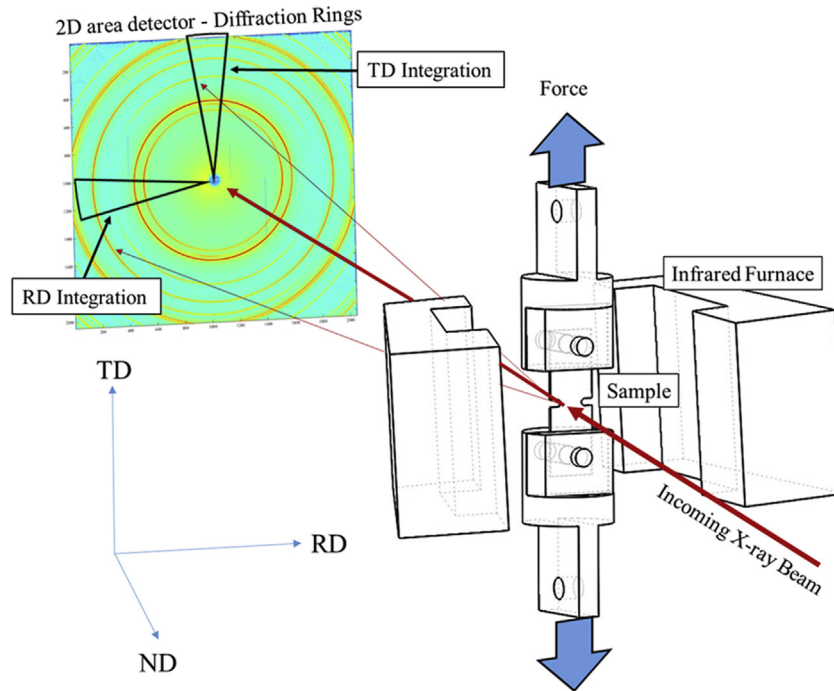 2D area detector - Diffraction Rings
TD Integration
RD Integration
Force
Infrared Furnace
Sample
Incoming X-ray Beam
TD
RD
ND